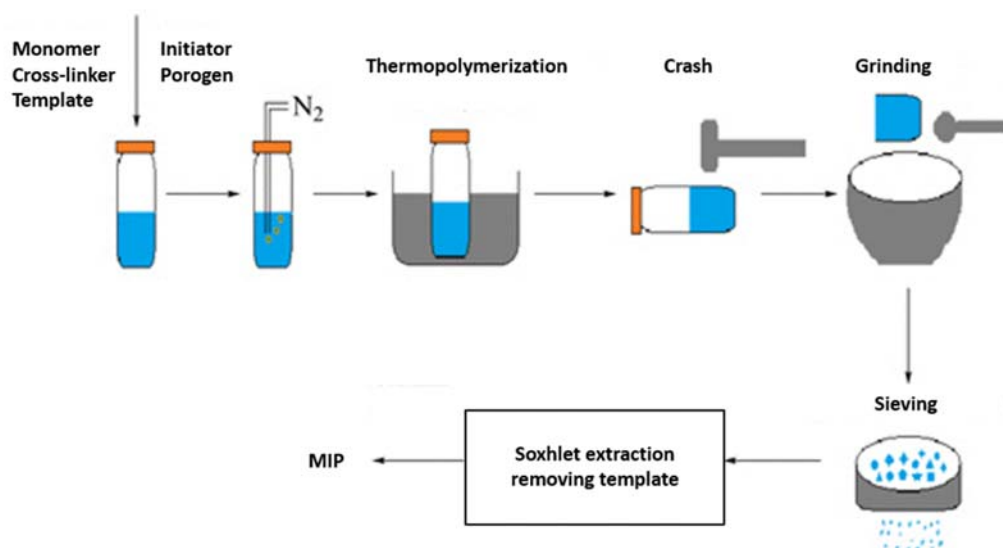 Monomer
Cross-linker
Template
Initiator
Porogen
N₂
Thermopolymerization
Crash
Grinding
Sieving
Soxhlet extraction
removing template
MIP